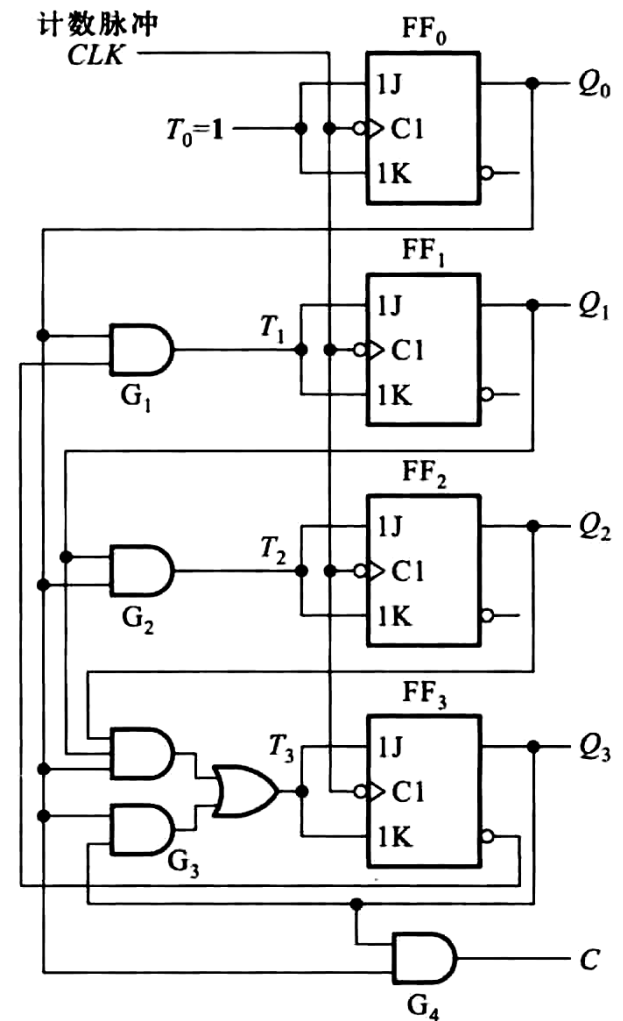 计数脉冲
CLK
FF₀
1J
Q₀
T₀=1
C1
1K
FF₁
1J
Q₁
T₁
C1
G₁
1K
FF₂
1J
Q₂
T₂
C1
G₂
1K
FF₃
T₃
1J
Q₃
C1
1K
G₃
C
G₄